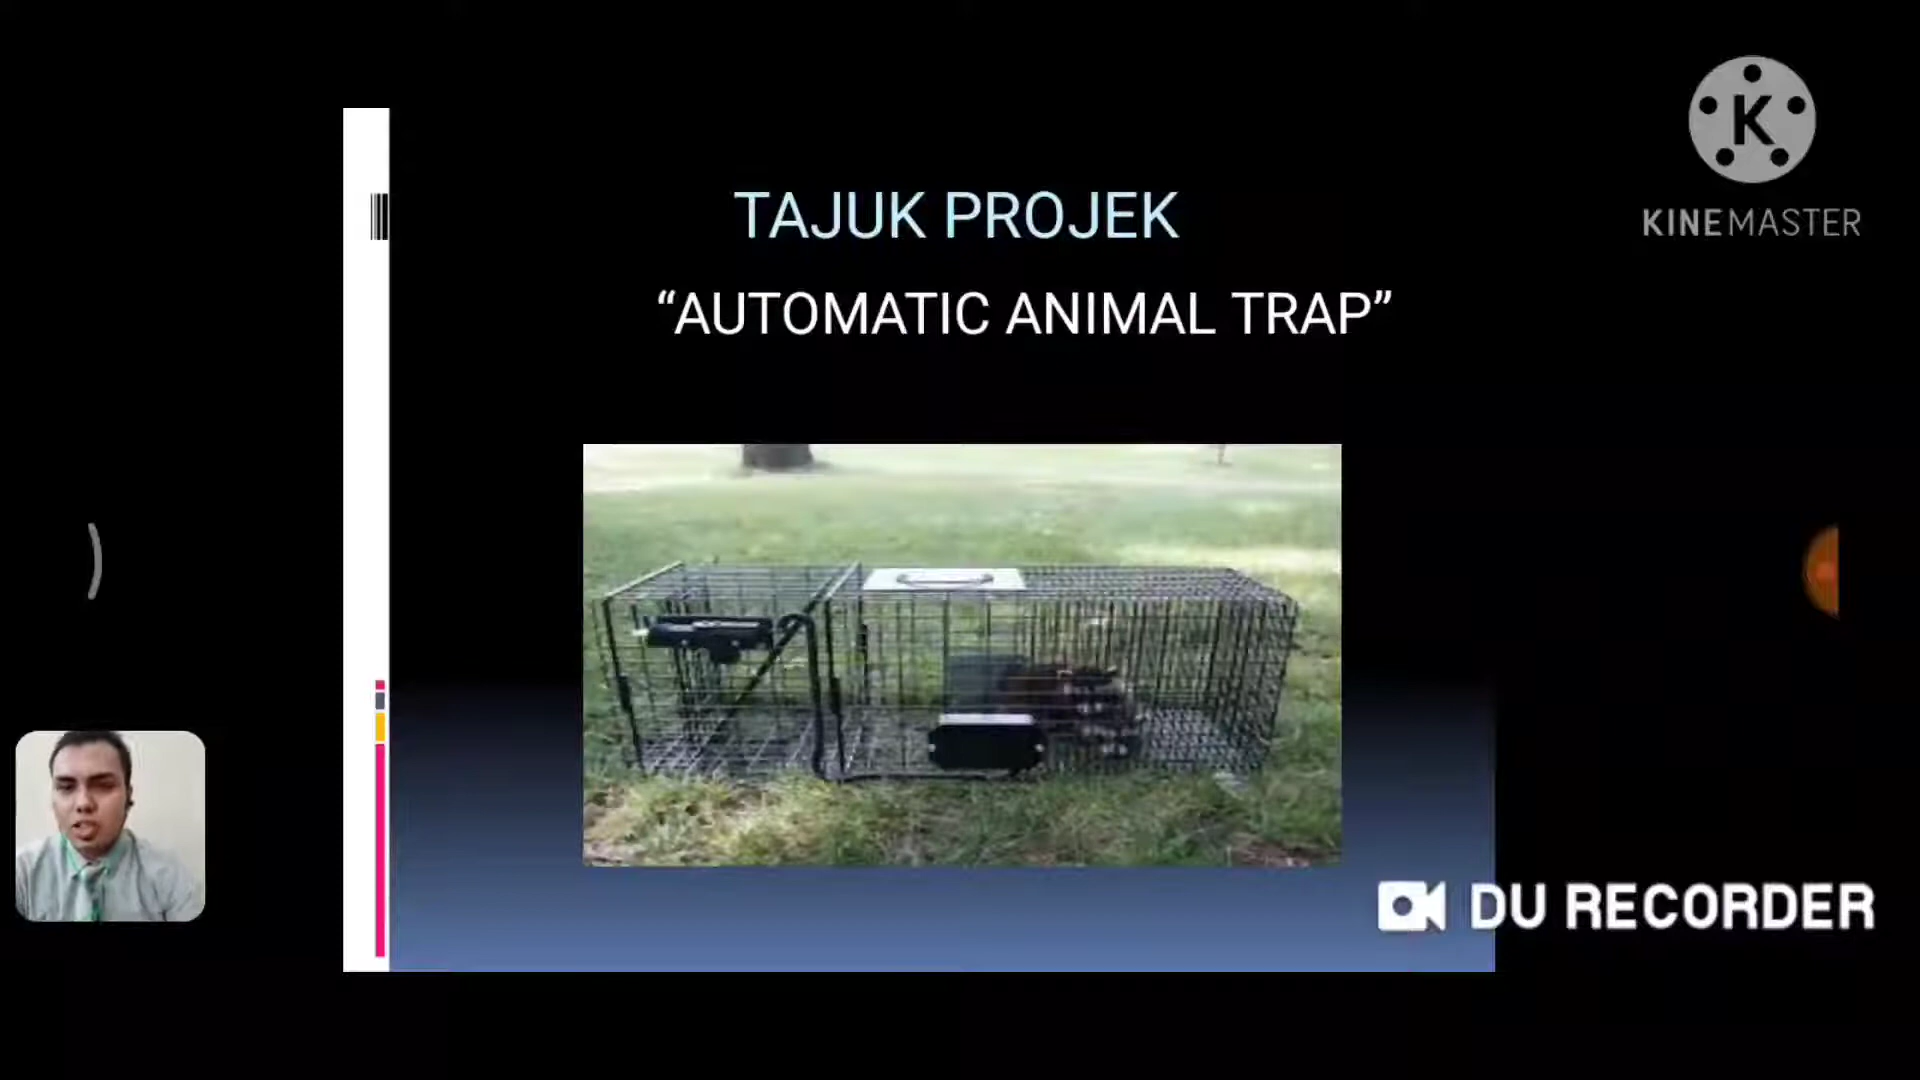 K
KINEMASTER
TAJUK PROJEK
“AUTOMATIC ANIMAL TRAP”
DU RECORDER